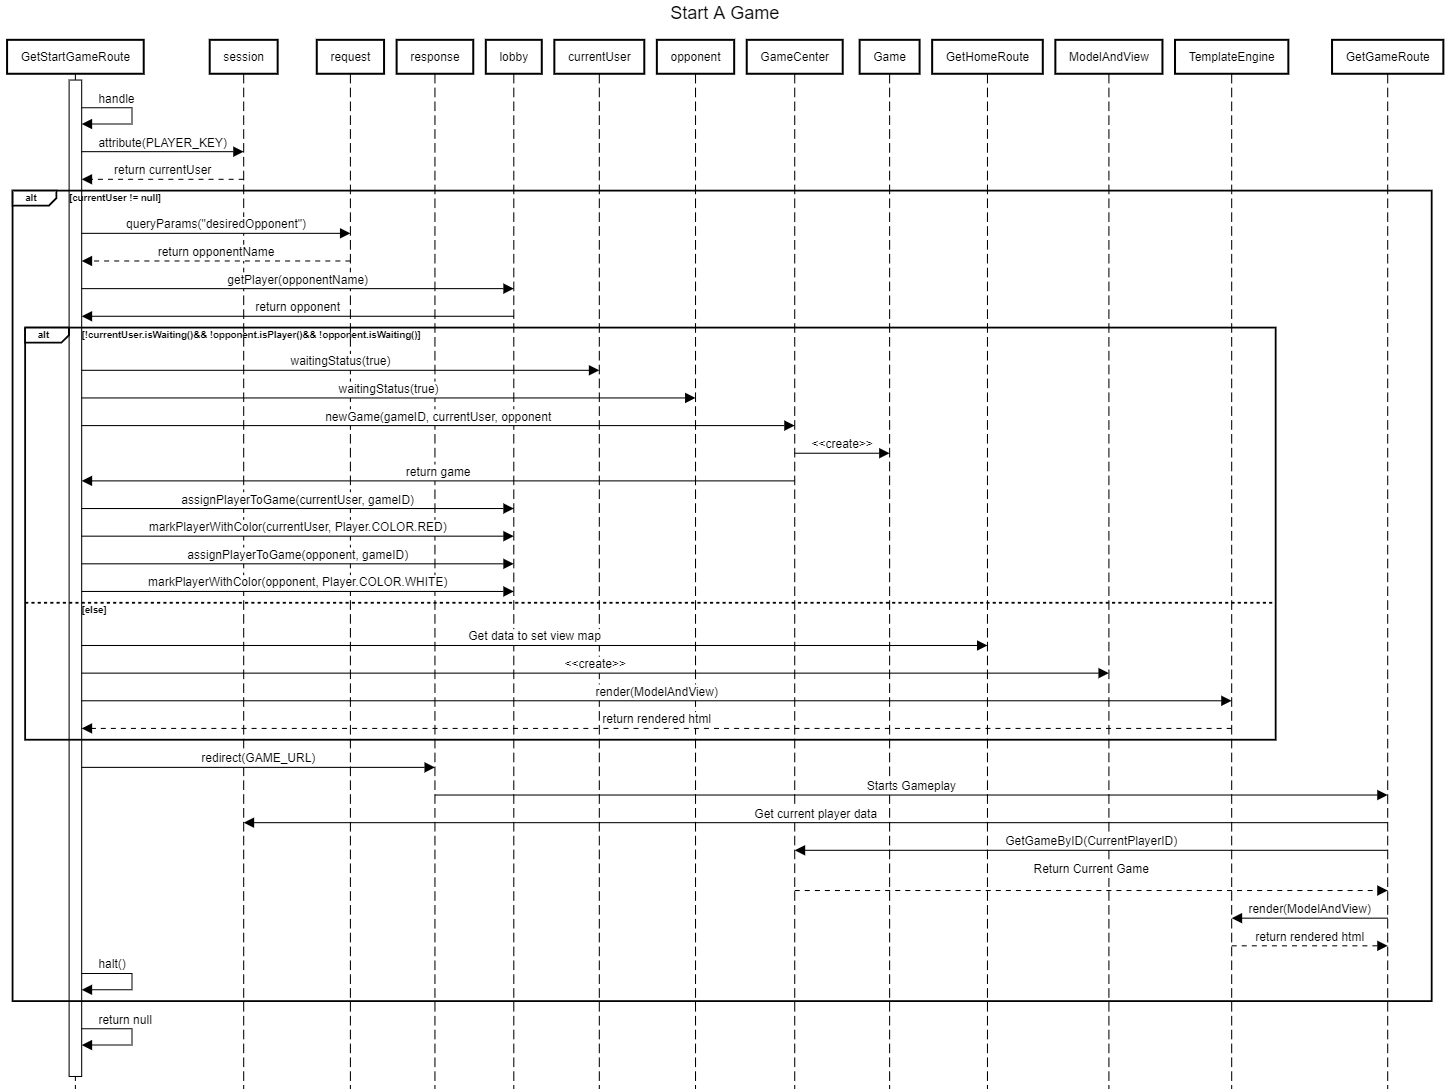 Start A Game
GetStartGameRoute
session
request
response
lobby
currentUser
opponent
GameCenter
Game
GetHomeRoute
ModelAndView
TemplateEngine
GetGameRoute
handle
attribute(PLAYER_KEY)
return currentUser
alt
[currentUser != null]
queryParams("desiredOpponent")
return opponentName
getPlayer(opponentName)
return opponent
alt
[!currentUser.isWaiting()&& !opponent.isPlayer()&& !opponent.isWaiting()]
waitingStatus(true)
waitingStatus(true)
newGame(gameID, currentUser, opponent
<<create>>
return game
assignPlayerToGame(currentUser, gameID)
markPlayerWithColor(currentUser, Player.COLOR.RED)
assignPlayerToGame(opponent, gameID)
markPlayerWithColor(opponent, Player.COLOR.WHITE)
[else]
Get data to set view map
<<create>>
render(ModelAndView)
return rendered html
redirect(GAME_URL)
Starts Gameplay
Get current player data
GetGameByID(CurrentPlayerID)
Return Current Game
render(ModelAndView)
return rendered html
halt()
return null